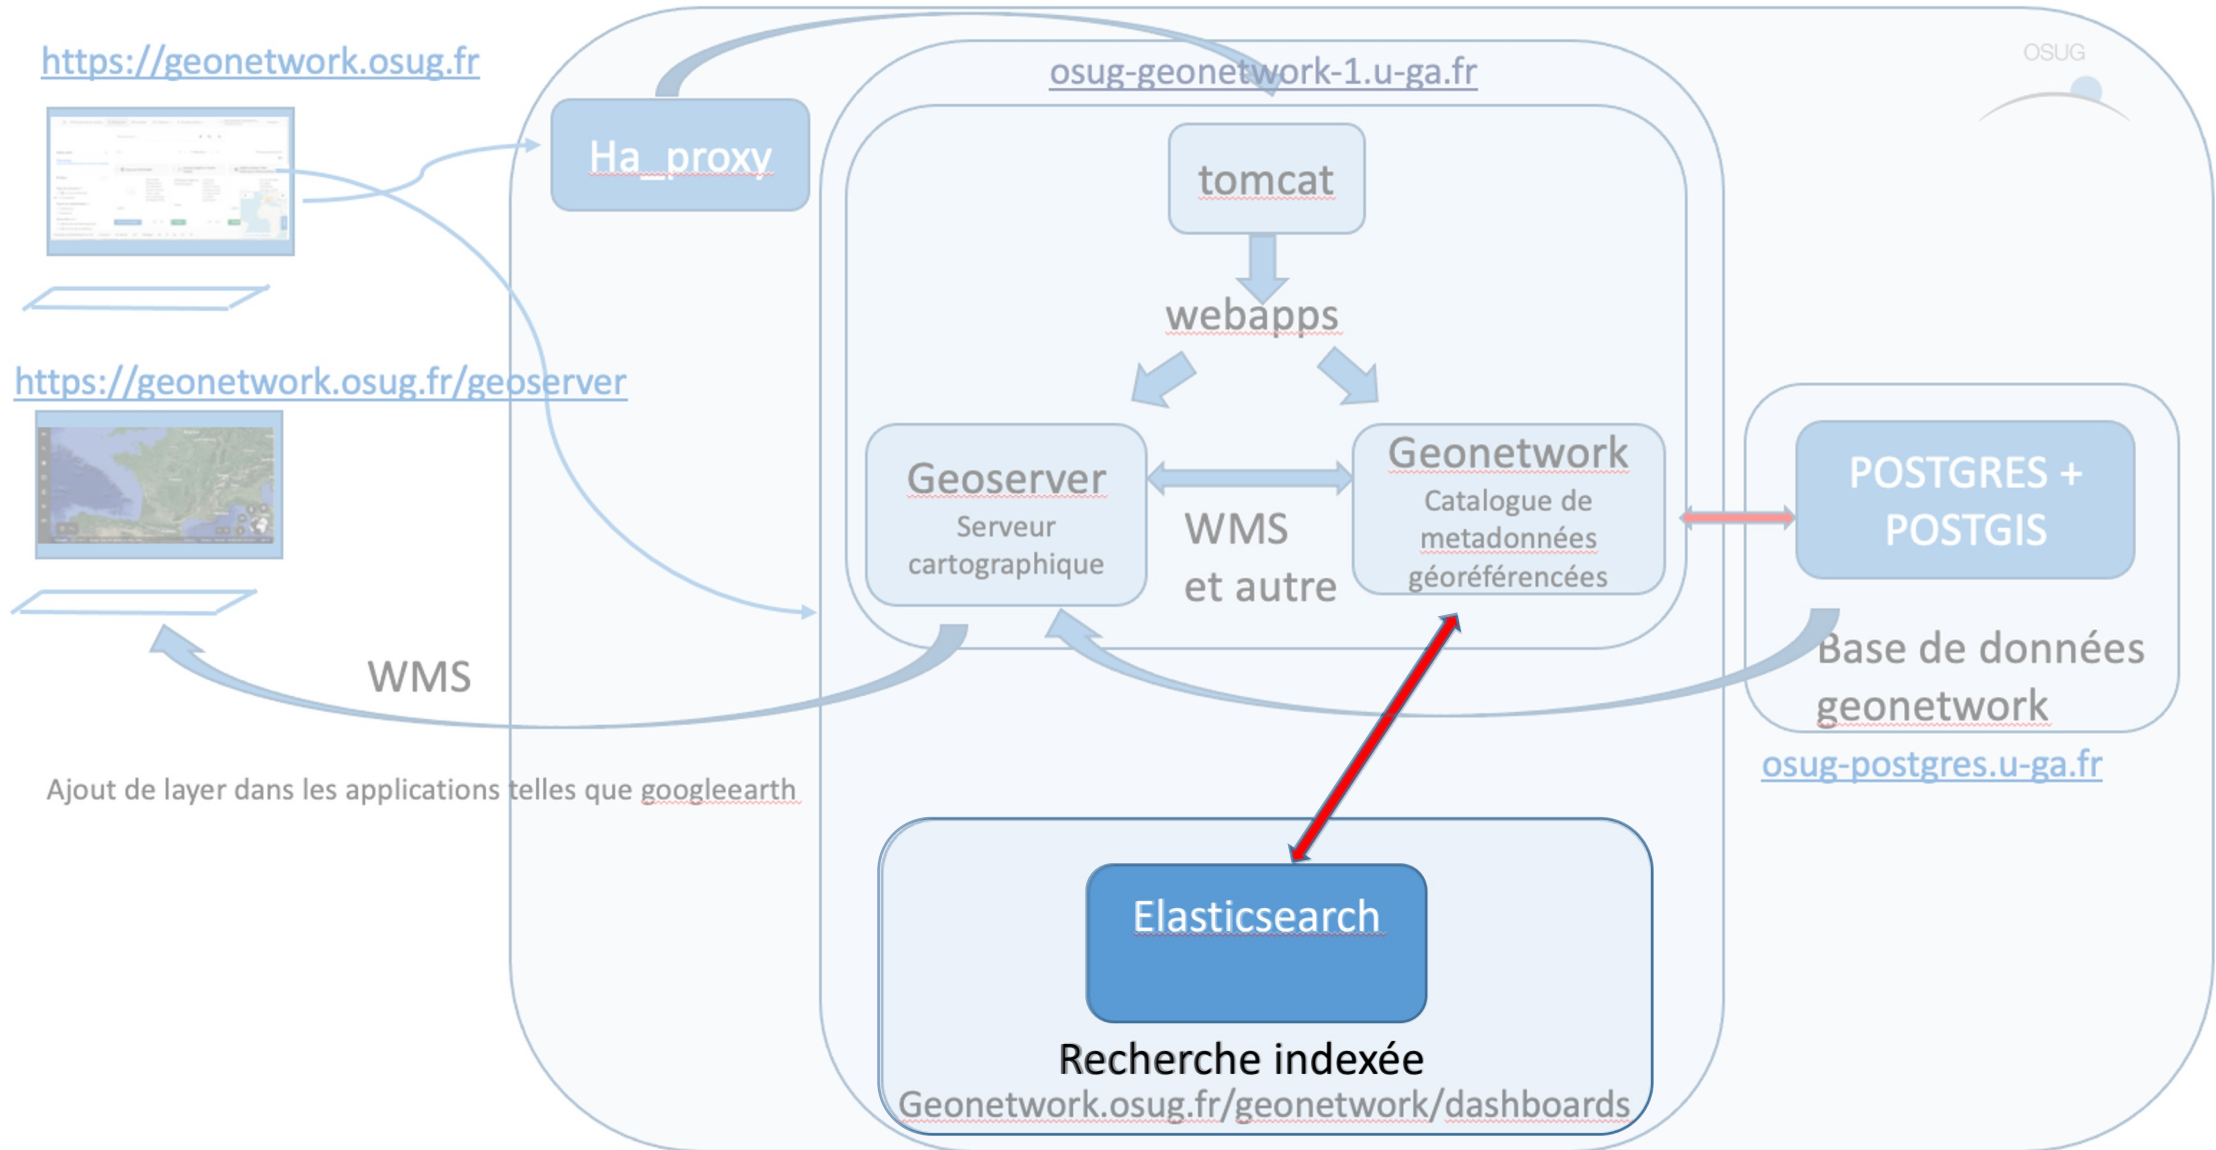 https://geonetwork.osug.fr
https://geonetwork.osug.fr/geoserver
WMS
Ajout de layer dans les applications telles que googleearth
Ha_proxy
osug-geonetwork-1.u-ga.fr
OSUG
tomcat
webapps
Geoserver
Serveur
cartographique
WMS
et autre
Geonetwork
Catalogue de
metadonnées
géoréférencées
POSTGRES +
POSTGIS
Base de données
geonetwork
osug-postgres.u-ga.fr
Elasticsearch
Recherche indexée
Geonetwork.osug.fr/geonetwork/dashboards